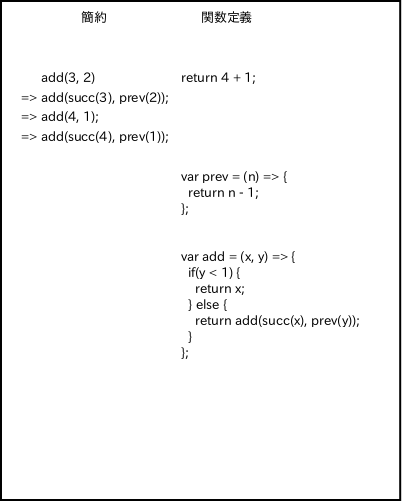 簡約 関数定義
add(3, 2) return 4 + 1;
=> add(succ(3), prev(2));
=> add(4, 1);
=> add(succ(4), prev(1));
var prev = (n) => {
return n - 1;
};
var add = (x, y) => {
if(y < 1) {
return x;
} else {
return add(succ(x), prev(y));
}
};